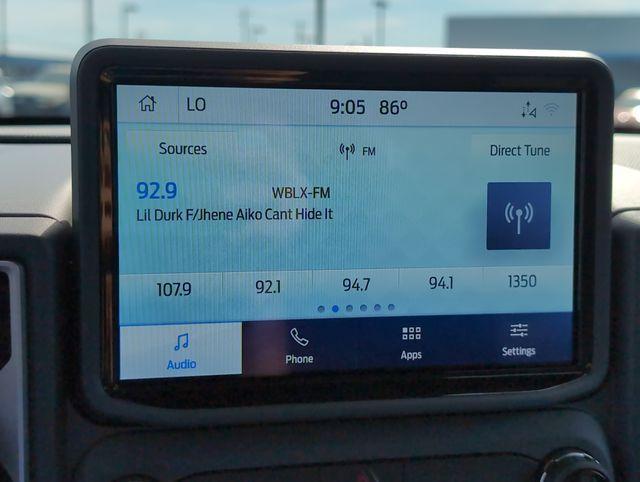 LO 9:05 86º
Sources FM Direct Tune
92.9 WBLX-FM
Lil Durk F/Jhene Aiko Cant Hide It
107.9 92.1 94.7 94.1 1350
Audio Phone Apps Settings